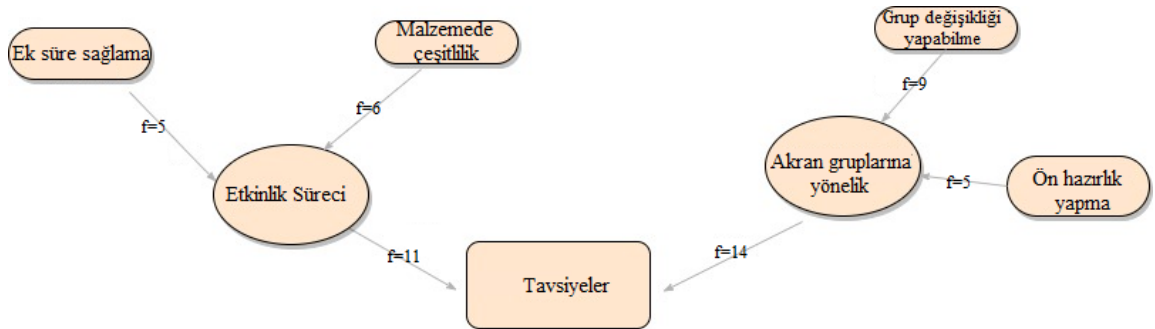 Ek süre sağlama
Malzemede
çeşitlilik
Grup değişikliği
yapabilme
f=5
f=6
f=9
Etkinlik Süreci
Akran gruplarına
yönelik
f=5
Ön hazırlık
yapma
f=11
f=14
Tavsiyeler